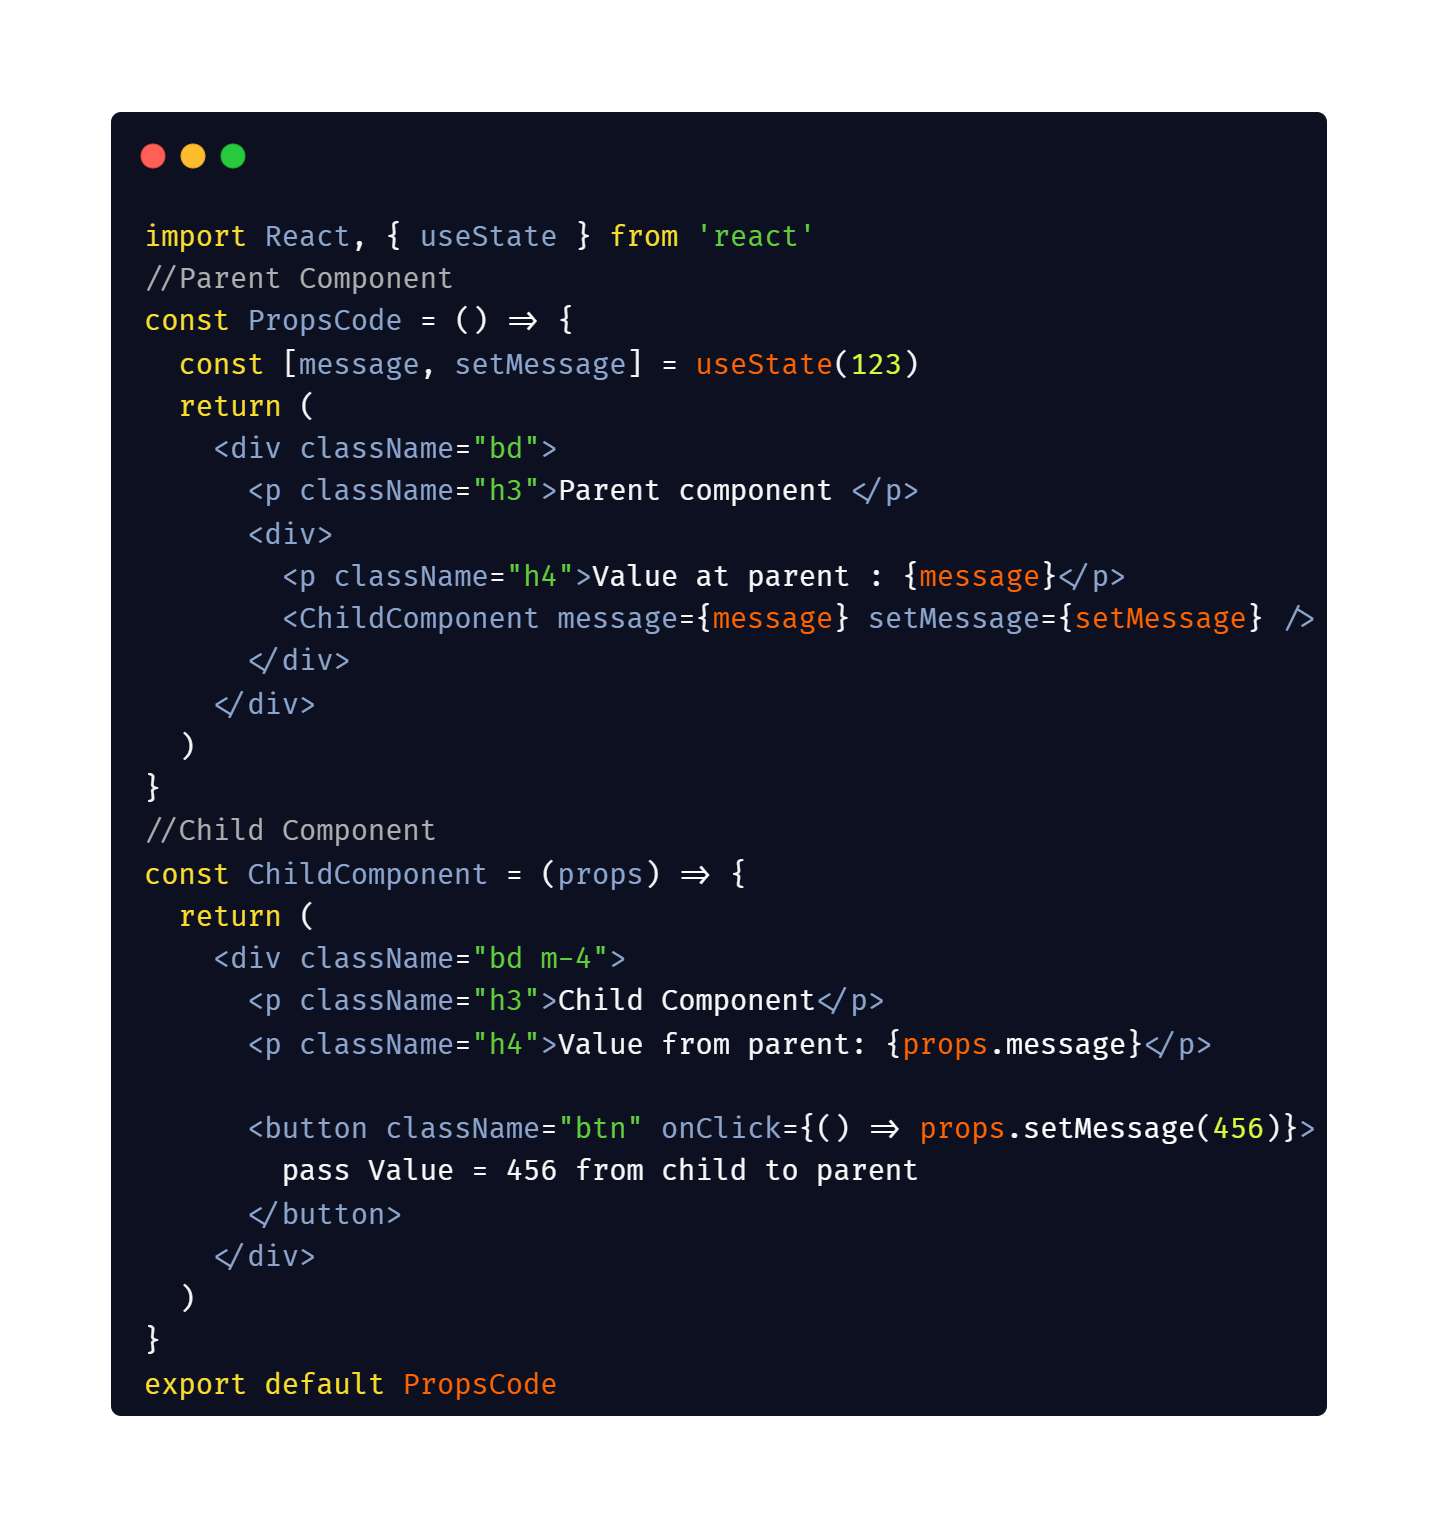 import React, { useState } from 'react'
//Parent Component
const PropsCode = () => {
  const [message, setMessage] = useState(123)
  return (
    <div className="bd">
      <p className="h3">Parent component </p>
      <div>
        <p className="h4">Value at parent : {message}</p>
        <ChildComponent message={message} setMessage={setMessage} />
      </div>
    </div>
  )
}
//Child Component
const ChildComponent = (props) => {
  return (
    <div className="bd m-4">
      <p className="h3">Child Component</p>
      <p className="h4">Value from parent: {props.message}</p>

      <button className="btn" onClick={() => props.setMessage(456)}>
        pass Value = 456 from child to parent
      </button>
    </div>
  )
}
export default PropsCode